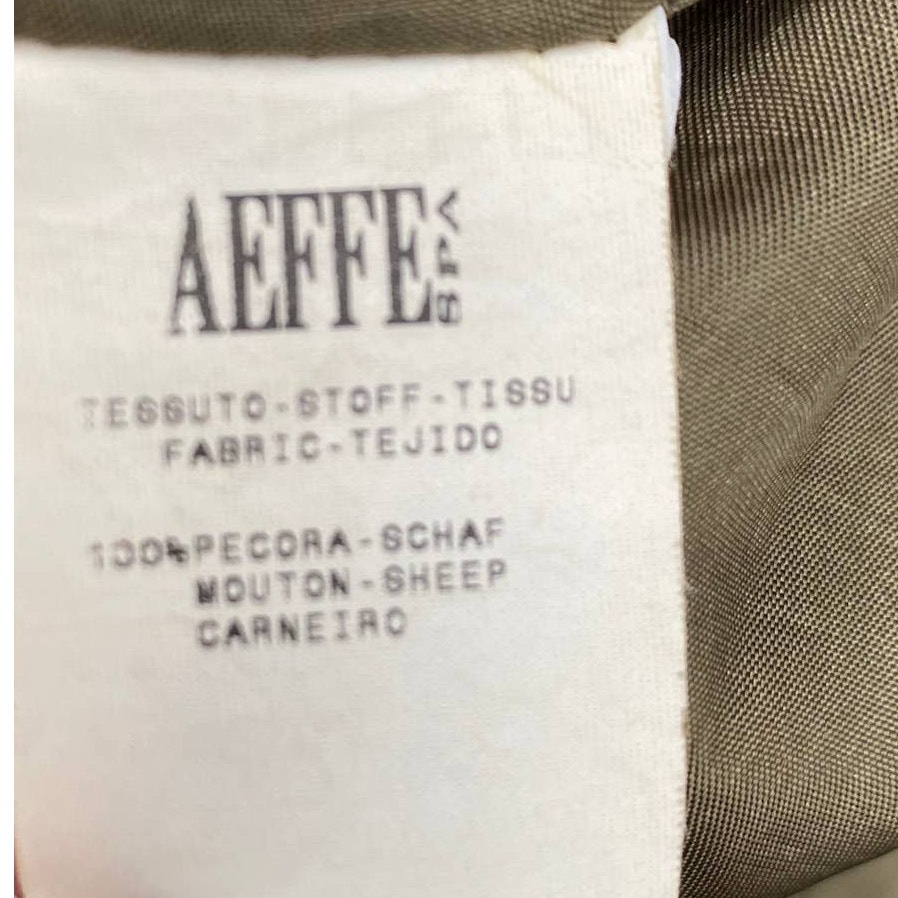 AEFFE SPA
TESSUTO-STOFF-TISSU
FABRIC-TEJIDO
100%PECORA-SCHAF
MOUTON-SHEEP
CARNEIRO